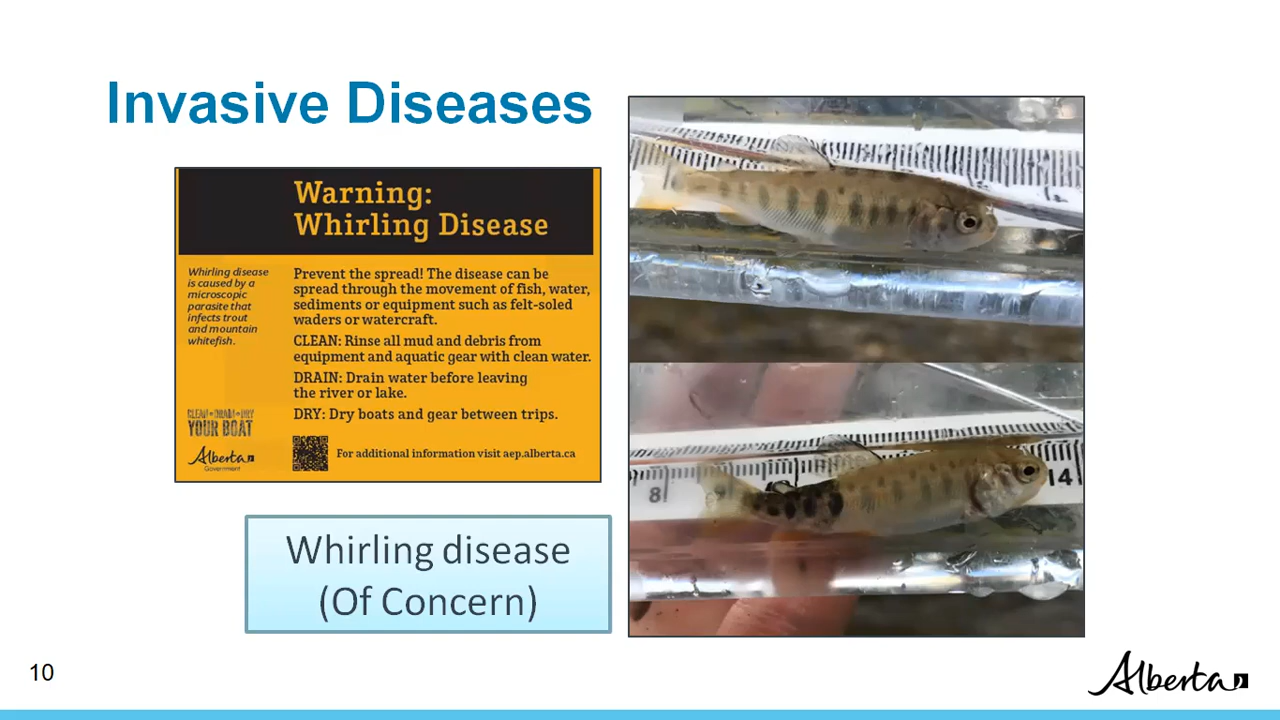 Invasive Diseases
Warning:
Whirling Disease
Whirling disease
is caused by a
microscopic
parasite that
infects trout
and mountain
whitefish.
Prevent the spread! The disease can be
spread through the movement of fish, water,
sediments or equipment such as felt-soled
waders or watercraft.
CLEAN: Rinse all mud and debris from
equipment and aquatic gear with clean water.
DRAIN: Drain water before leaving
the river or lake.
DRY: Dry boats and gear between trips.
CLEAN+DRAIN+DRY
YOUR BOAT
Alberta
Government
For additional information visit aep.alberta.ca
8
14
Whirling disease
(Of Concern)
10
Alberta